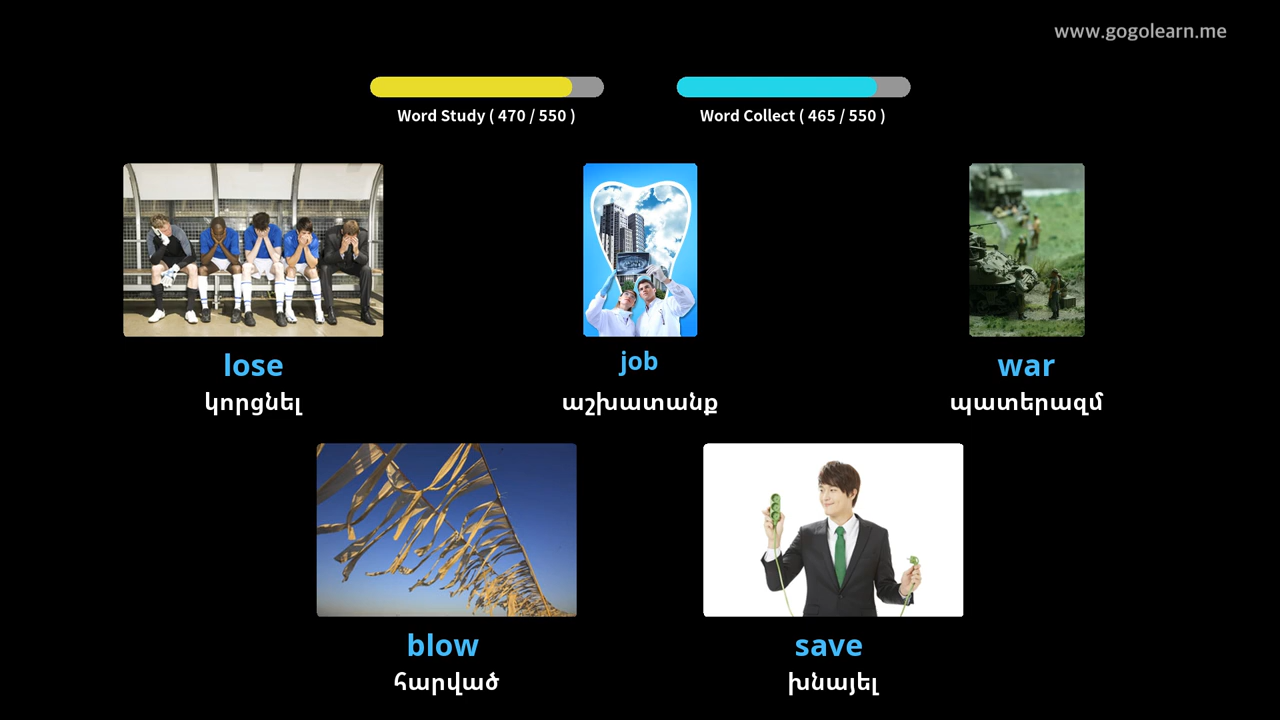 www.gogolearn.me
Word Study ( 470 / 550 )
Word Collect ( 465 / 550 )
lose
կորցնել
job
աշխատանք
war
պատերազմ
blow
հարված
save
խնայել